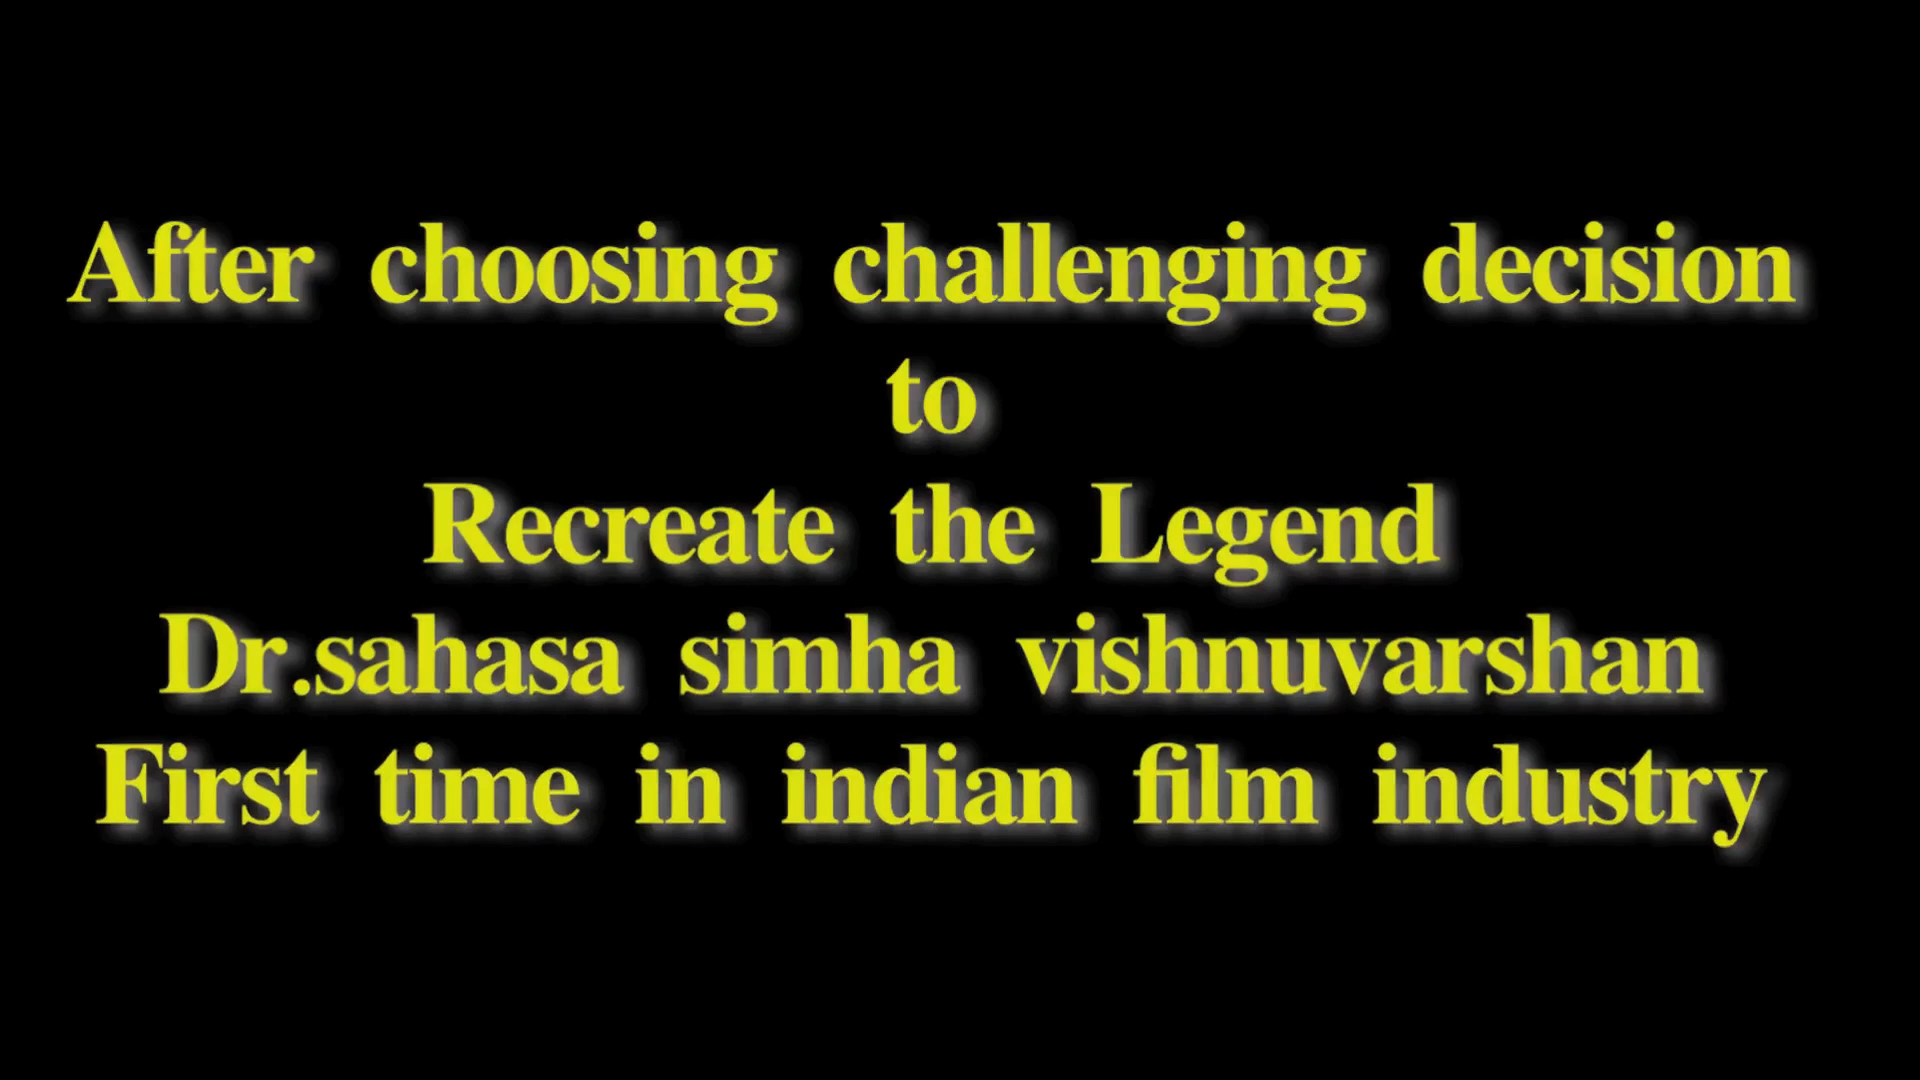 After choosing challenging decision
to
Recreate the Legend
Dr.sahasa simha vishnuvarshan
First time in indian film industry